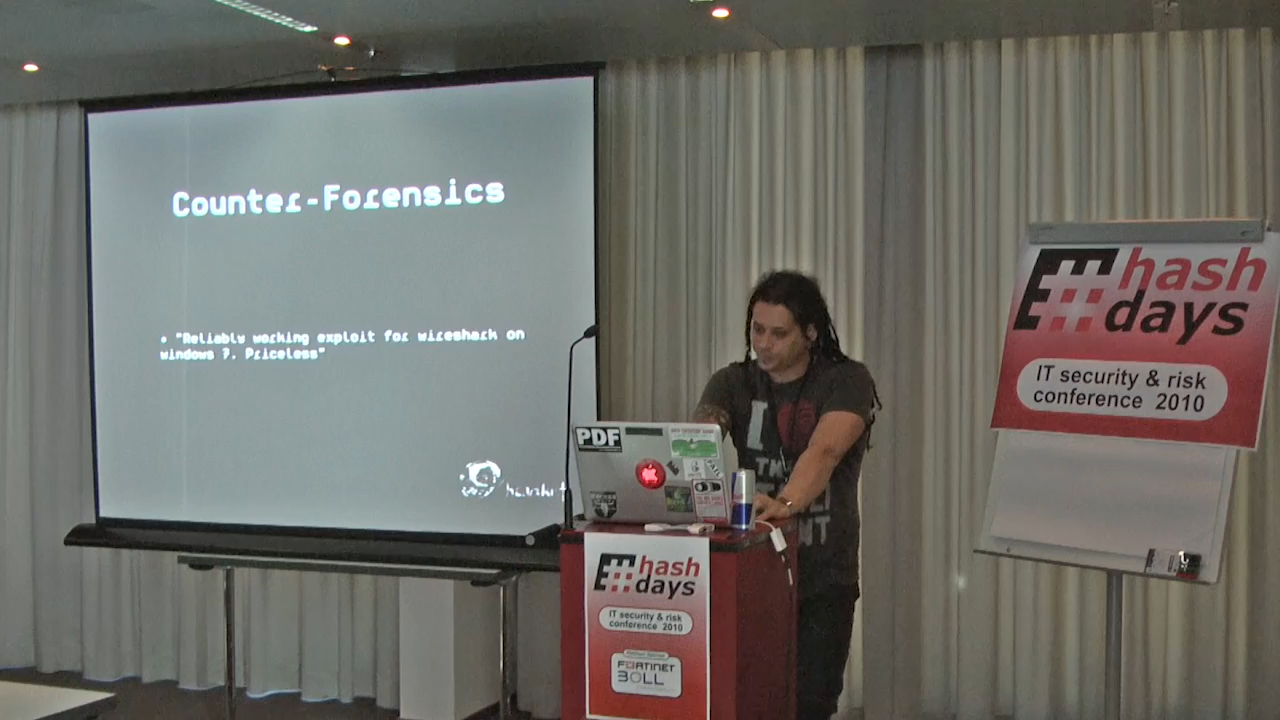 Counter-Forensics
• "Reliably working exploit for wireshark on
windows 7. Priceless"
hash
days
IT security & risk
conference 2010
PDF
I
hash
days
IT security & risk
conference 2010
FORTINET
BOLL